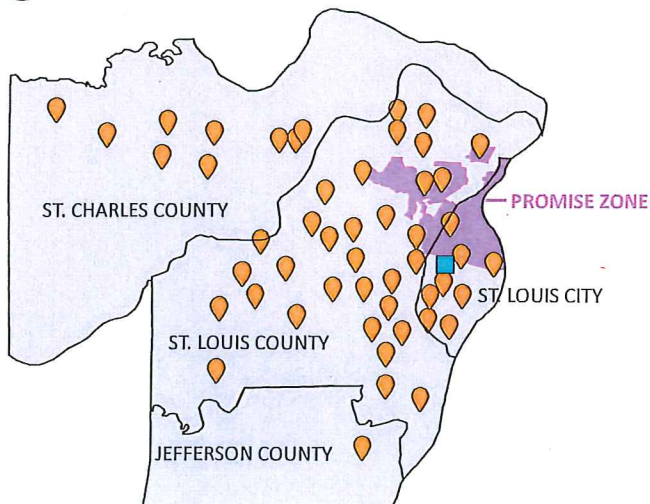 ST. CHARLES COUNTY
PROMISE ZONE
ST. LOUIS CITY
ST. LOUIS COUNTY
JEFFERSON COUNTY